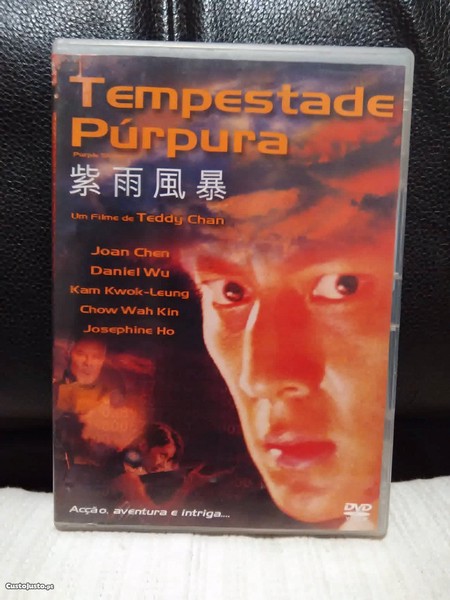 Tempestade
Púrpura
紫雨風暴
Um Filme de Teddy Chan
Joan Chen
Daniel Wu
Kam Kwok-Leung
Chow Wah Kin
Josephine Ho
Acção, aventura e intriga....
DVD
CustoJusto.pt